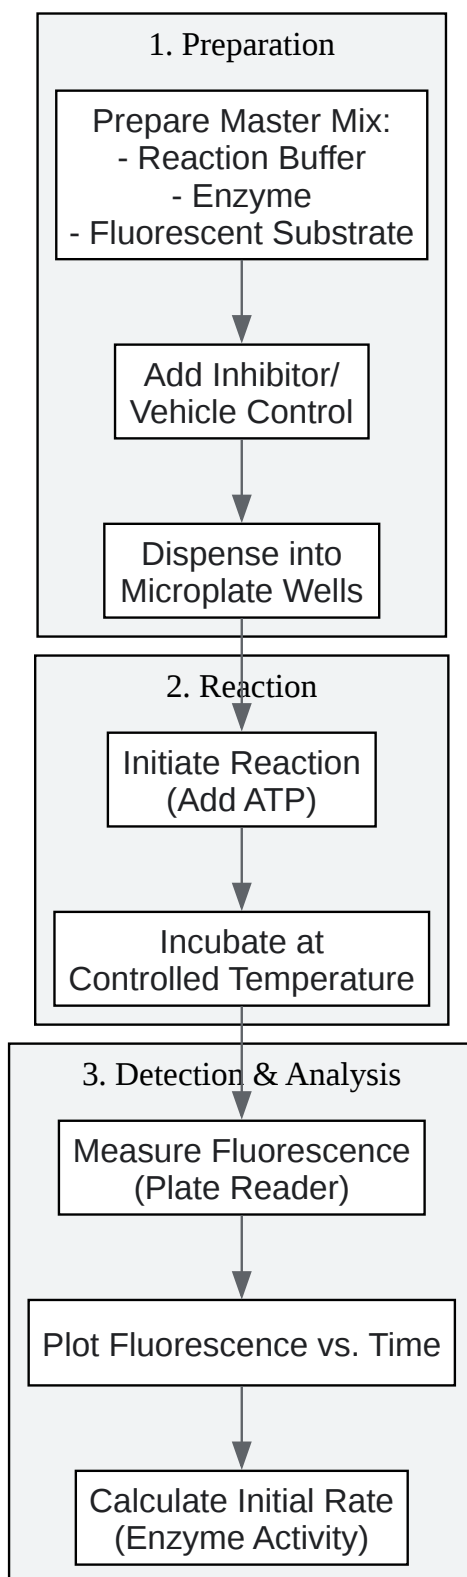 1. Preparation
Prepare Master Mix:
- Reaction Buffer
- Enzyme
- Fluorescent Substrate
Add Inhibitor/
Vehicle Control
Dispense into
Microplate Wells
2. Reaction
Initiate Reaction
(Add ATP)
Incubate at
Controlled Temperature
3. Detection & Analysis
Measure Fluorescence
(Plate Reader)
Plot Fluorescence vs. Time
Calculate Initial Rate
(Enzyme Activity)